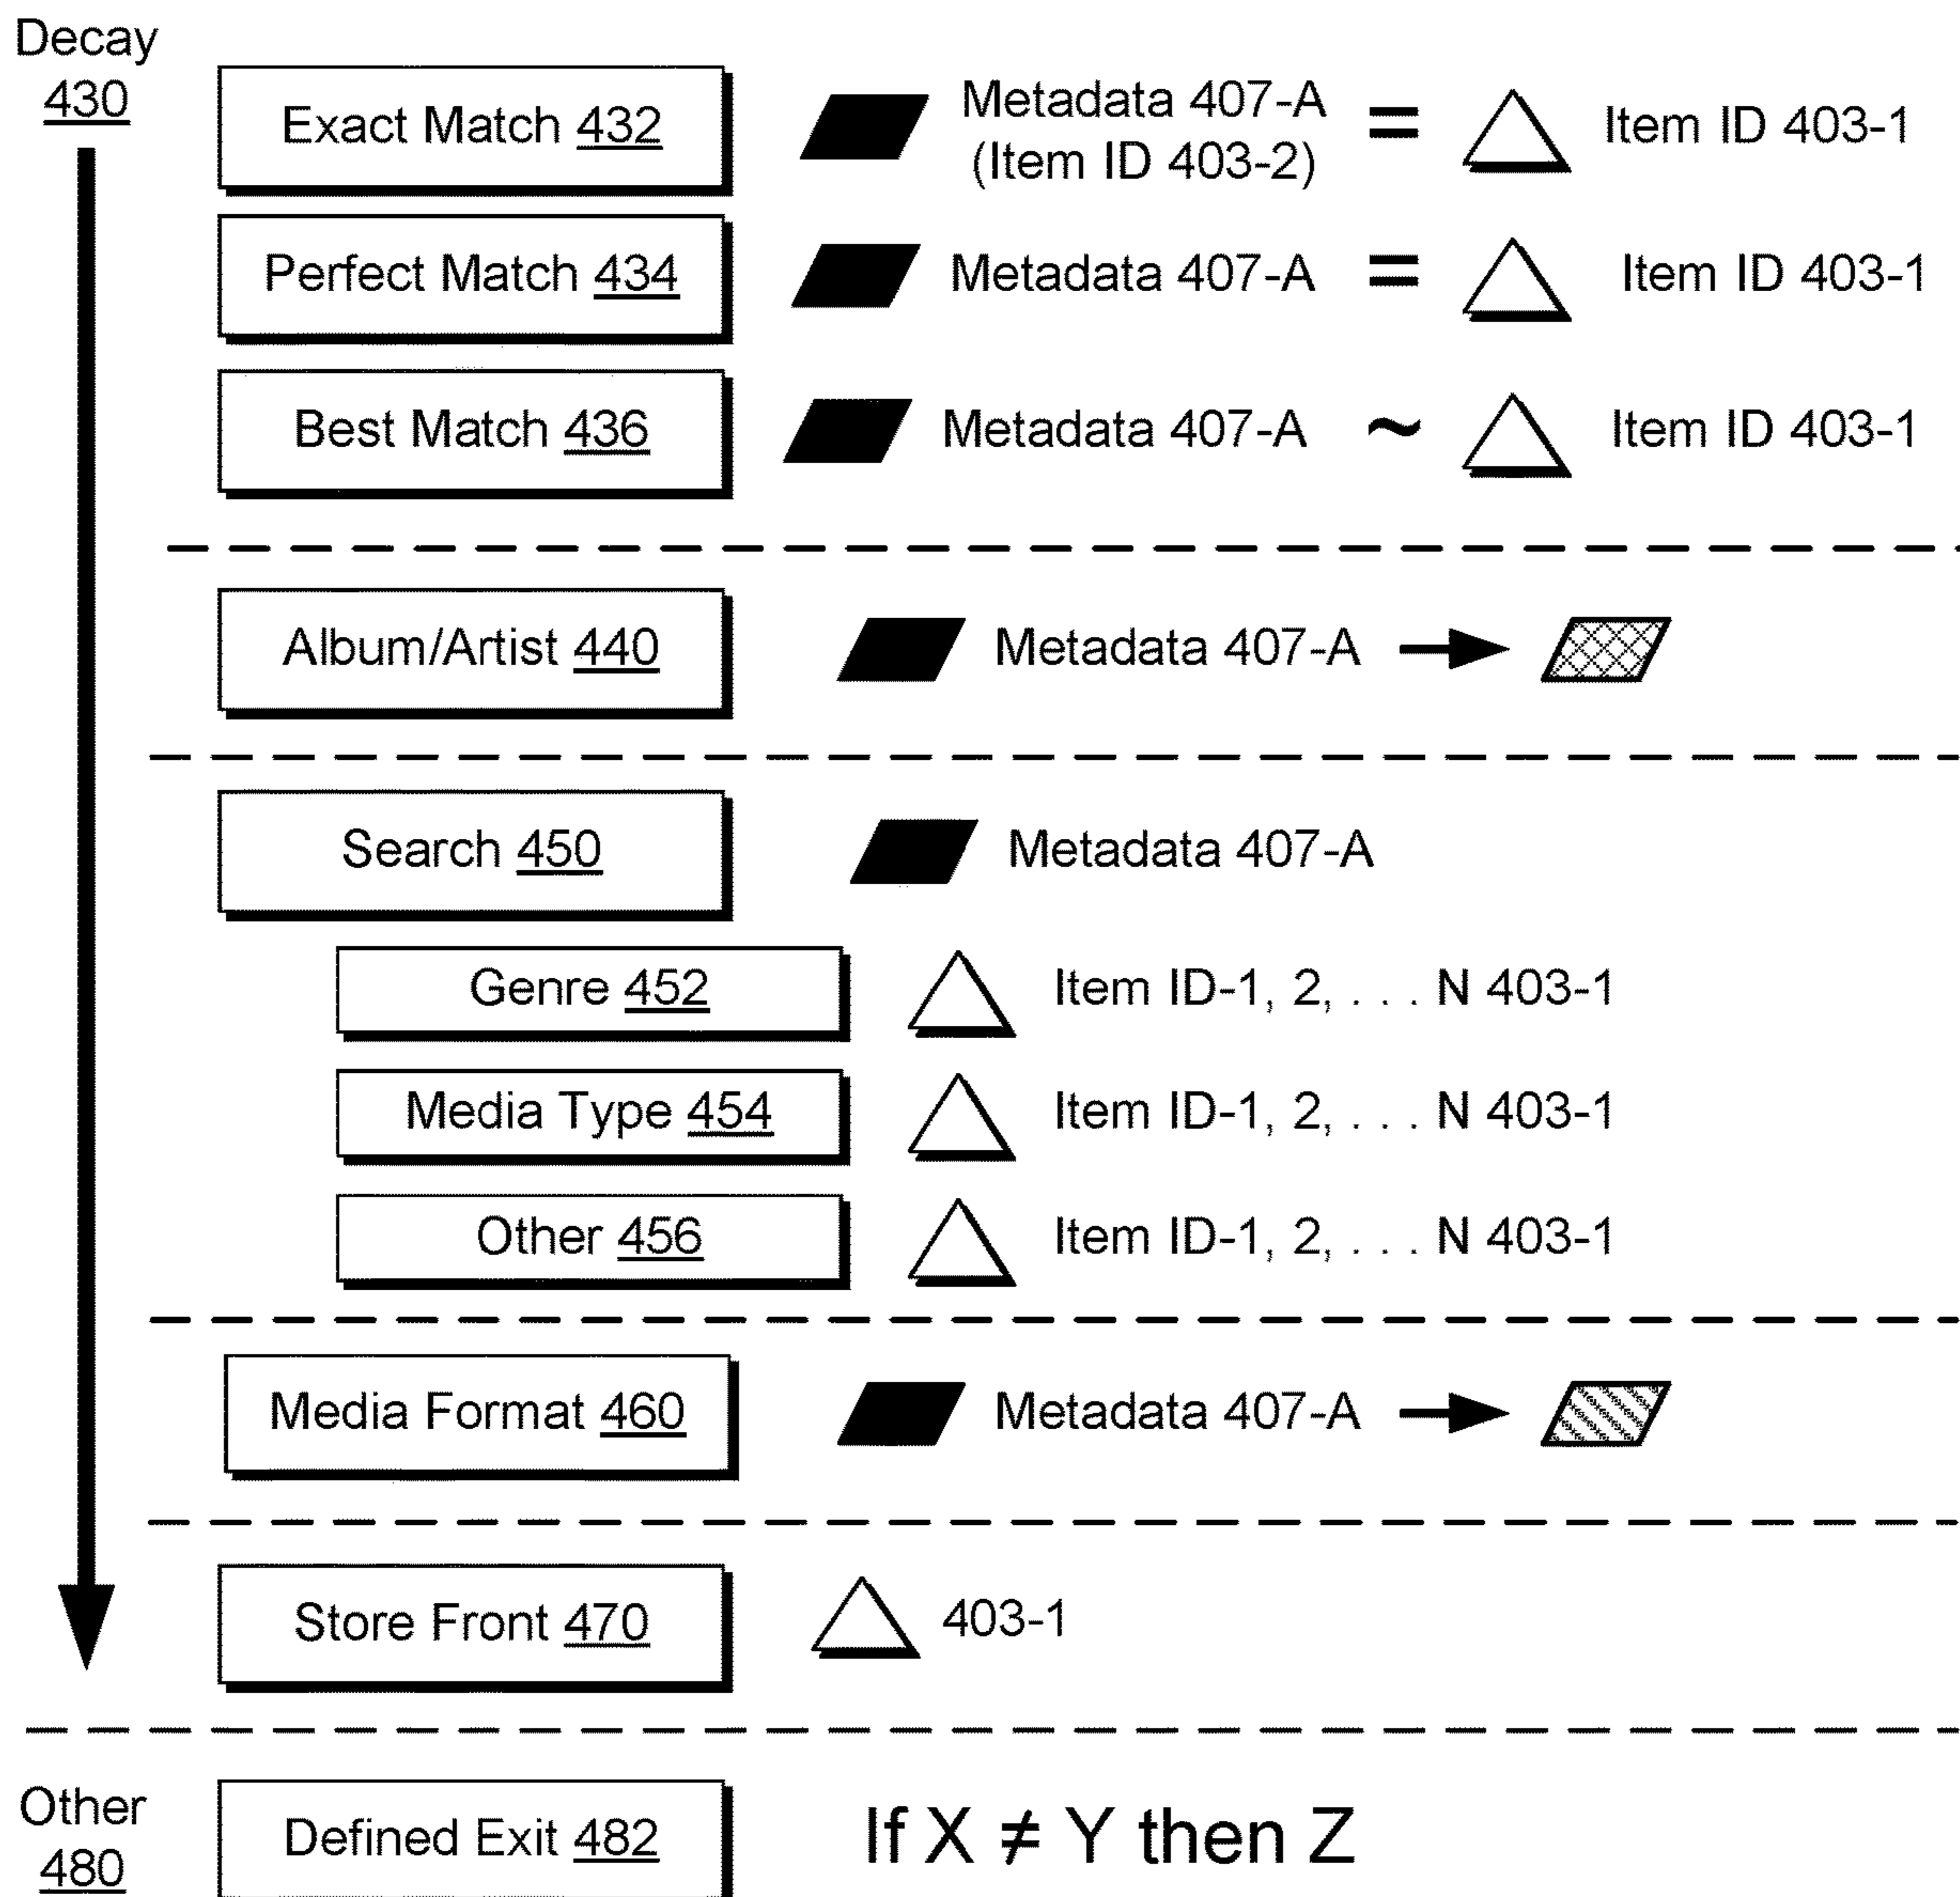 Decay
430
Exact Match 432
Metadata 407-A
(Item ID 403-2)
=
Item ID 403-1
Perfect Match 434
Metadata 407-A
=
Item ID 403-1
Best Match 436
Metadata 407-A
~
Item ID 403-1
Album/Artist 440
Metadata 407-A
Search 450
Metadata 407-A
Genre 452
Item ID-1, 2, . . . N 403-1
Media Type 454
Item ID-1, 2, . . . N 403-1
Other 456
Item ID-1, 2, . . . N 403-1
Media Format 460
Metadata 407-A
Store Front 470
403-1
Other
480
Defined Exit 482
If X ≠ Y then Z